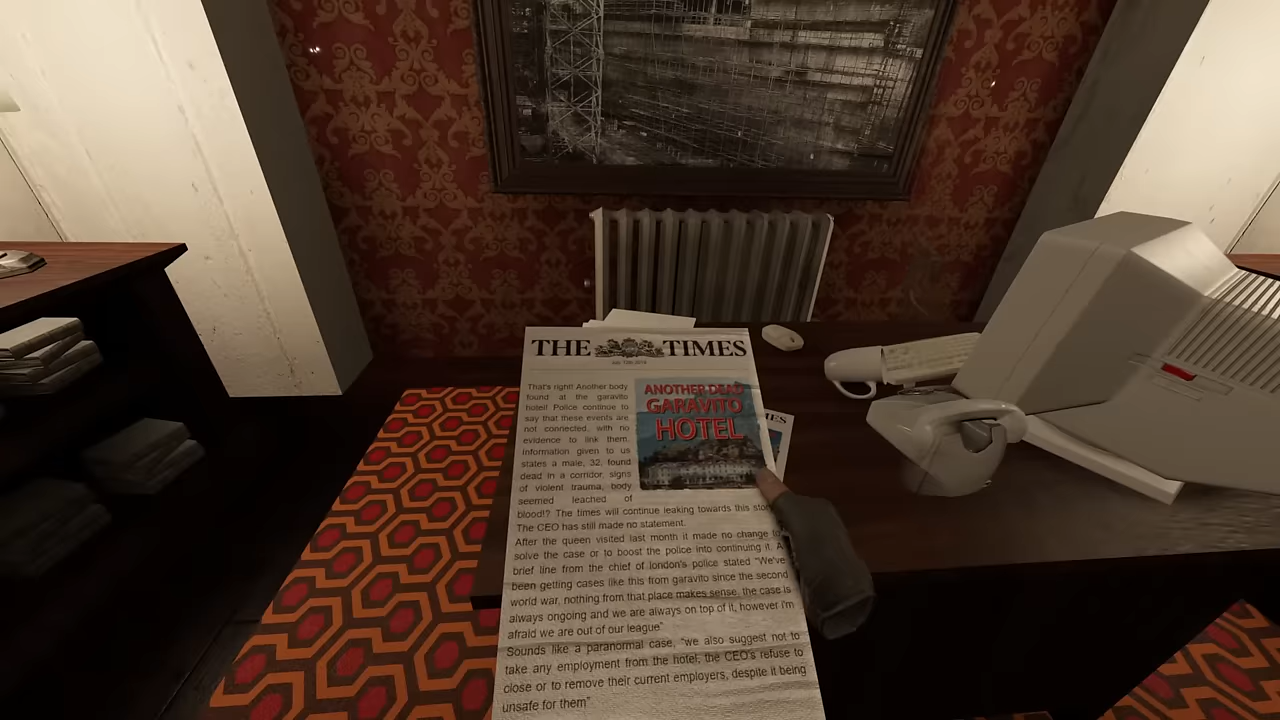 THE TIMES
That's right! Another body
found at the garavito
hotel! Police continue to
say that these events are
not connected, with no
evidence to link them.
Information given to us
states a male, 32, found
dead in a corridor, signs
of violent trauma, body
seemed leached of
blood!? The times will continue leaking towards this stor
The CEO has still made no statement.
After the queen visited last month it made no change to
solve the case or to boost the police into continuing it. A
brief line from the chief of london's police stated "We've
been getting cases like this from garavito since the second
world war, nothing from that place makes sense. the case is
always ongoing and we are always on top of it, however i'm
afraid we are out of our league"
Sounds like a paranormal case, "we also suggest not to
take any employment from the hotel, the CEO's refuse to
close or to remove their current employers, despite it being
unsafe for them"
ANOTHER DEAD
GARAVITO
HOTEL
MES